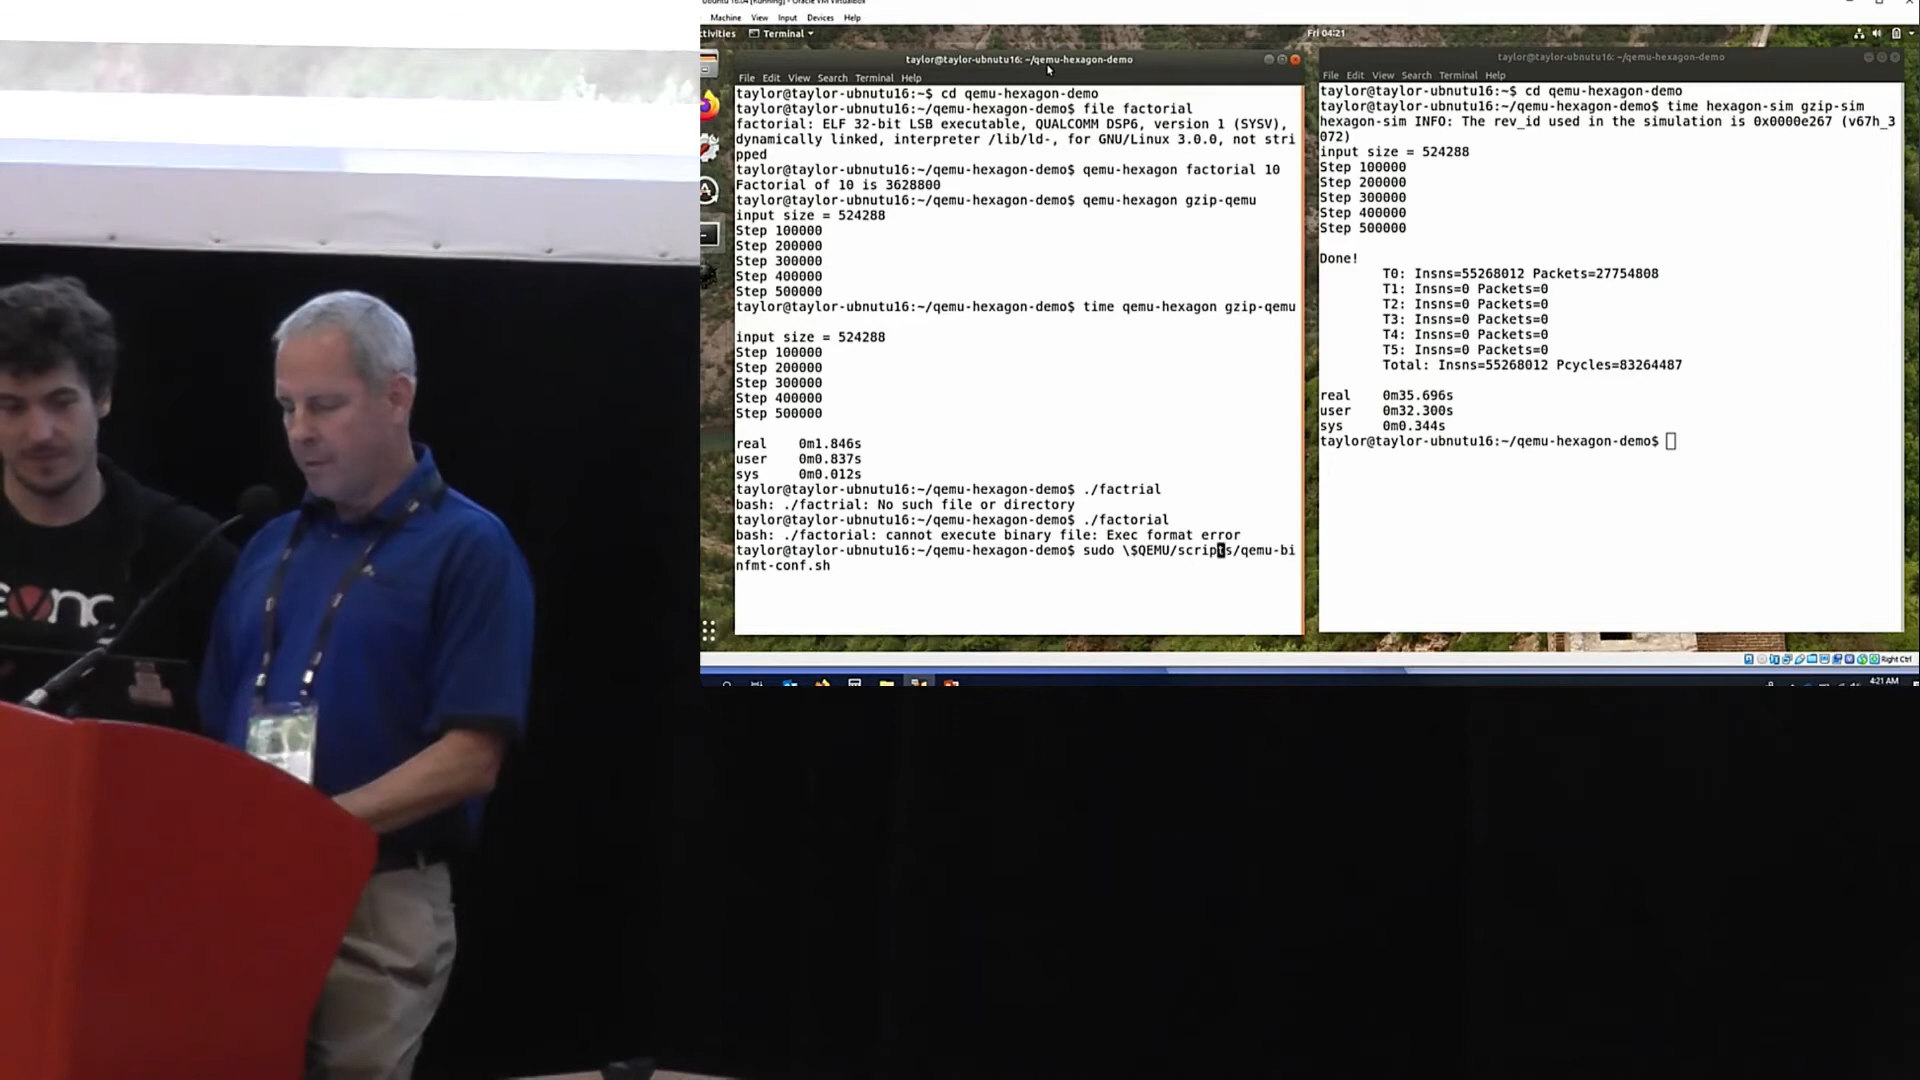 Ubuntu 16.04 [Running] - Oracle VM VirtualBox
Machine View Input Devices Help
ctivities Terminal Fri 04:21
taylor@taylor-ubnutu16: ~/qemu-hexagon-demo
File Edit View Search Terminal Help
taylor@taylor-ubnutu16:~$ cd qemu-hexagon-demo
taylor@taylor-ubnutu16:~/qemu-hexagon-demo$ file factorial
factorial: ELF 32-bit LSB executable, QUALCOMM DSP6, version 1 (SYSV),
dynamically linked, interpreter /lib/ld-, for GNU/Linux 3.0.0, not stri
pped
taylor@taylor-ubnutu16:~/qemu-hexagon-demo$ qemu-hexagon factorial 10
Factorial of 10 is 3628800
taylor@taylor-ubnutu16:~/qemu-hexagon-demo$ qemu-hexagon gzip-qemu
input size = 524288
Step 100000
Step 200000
Step 300000
Step 400000
Step 500000
taylor@taylor-ubnutu16:~/qemu-hexagon-demo$ time qemu-hexagon gzip-qemu
input size = 524288
Step 100000
Step 200000
Step 300000
Step 400000
Step 500000
real 0m1.846s
user 0m0.837s
sys 0m0.012s
taylor@taylor-ubnutu16:~/qemu-hexagon-demo$ ./factrial
bash: ./factrial: No such file or directory
taylor@taylor-ubnutu16:~/qemu-hexagon-demo$ ./factorial
bash: ./factorial: cannot execute binary file: Exec format error
taylor@taylor-ubnutu16:~/qemu-hexagon-demo$ sudo \$QEMU/scripts/qemu-bi
nfmt-conf.sh
taylor@taylor-ubnutu16: ~/qemu-hexagon-demo
File Edit View Search Terminal Help
taylor@taylor-ubnutu16:~$ cd qemu-hexagon-demo
taylor@taylor-ubnutu16:~/qemu-hexagon-demo$ time hexagon-sim gzip-sim
hexagon-sim INFO: The rev_id used in the simulation is 0x0000e267 (v67h_3
072)
input size = 524288
Step 100000
Step 200000
Step 300000
Step 400000
Step 500000
Done!
T0: Insns=55268012 Packets=27754808
T1: Insns=0 Packets=0
T2: Insns=0 Packets=0
T3: Insns=0 Packets=0
T4: Insns=0 Packets=0
T5: Insns=0 Packets=0
Total: Insns=55268012 Pcycles=83264487
real 0m35.696s
user 0m32.300s
sys 0m0.344s
taylor@taylor-ubnutu16:~/qemu-hexagon-demo$
Right Ctrl
4:21 AM